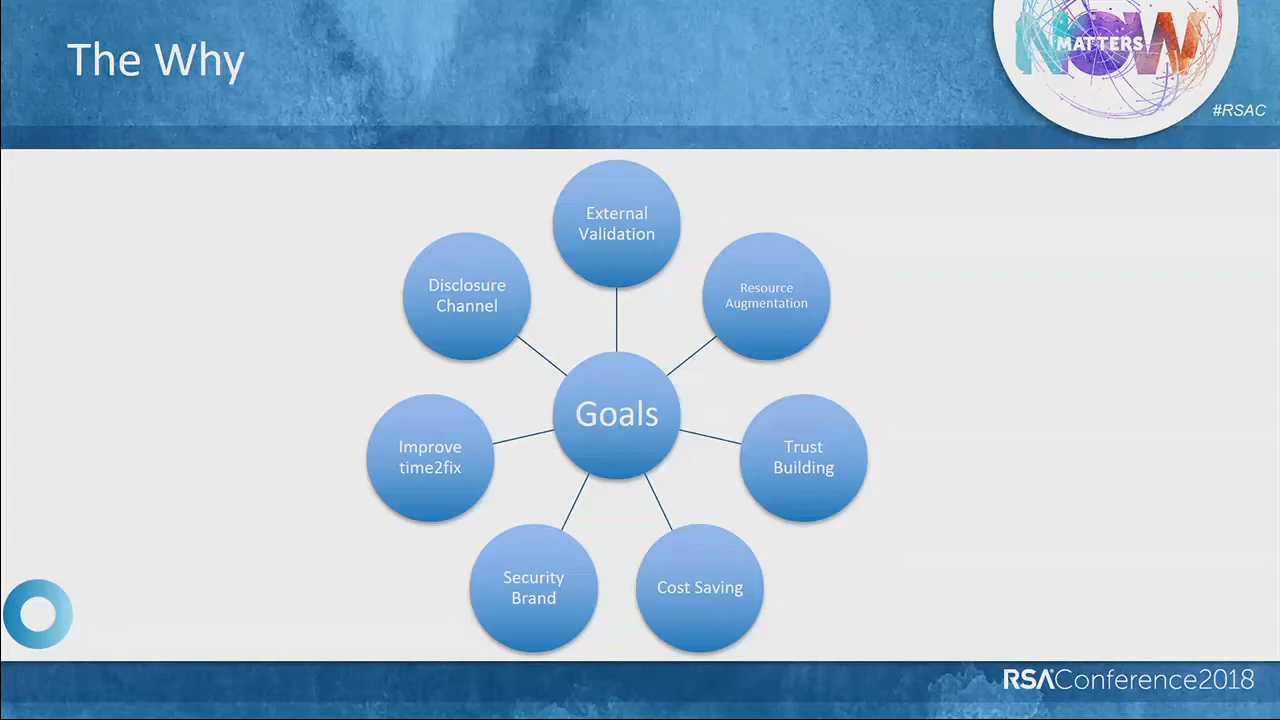 The Why
NOW
MATTERS
#RSAC
External
Validation
Disclosure
Channel
Resource
Augmentation
Goals
Improve
time2fix
Trust
Building
Security
Brand
Cost Saving
RSAConference2018